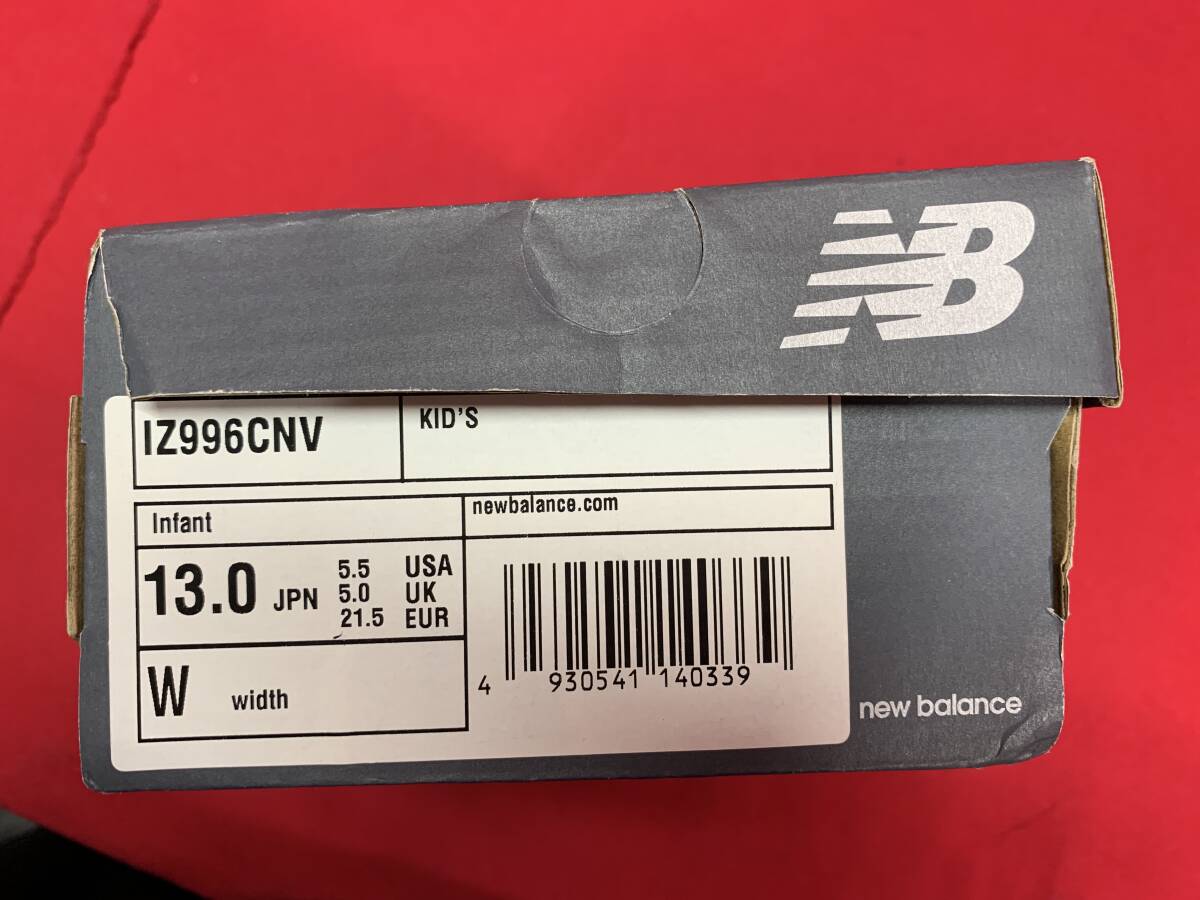 NB
IZ996CNV
KID'S
Infant
newbalance.com
13.0 JPN
5.5 USA
5.0 UK
21.5 EUR
W width
4 930541 140339
new balance